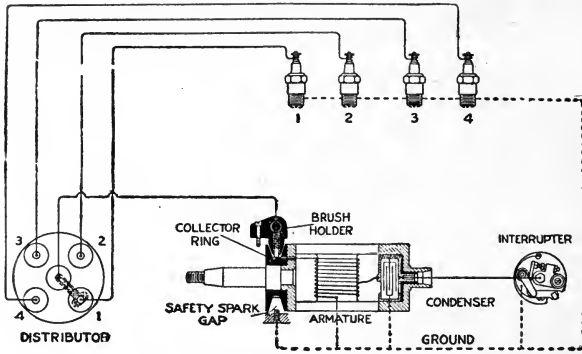 1 2 3 4
BRUSH
HOLDER
COLLECTOR
RING
INTERRUPTER
3 2
4 1
SAFETY SPARK
GAP
ARMATURE
CONDENSER
DISTRIBUTOR
GROUND